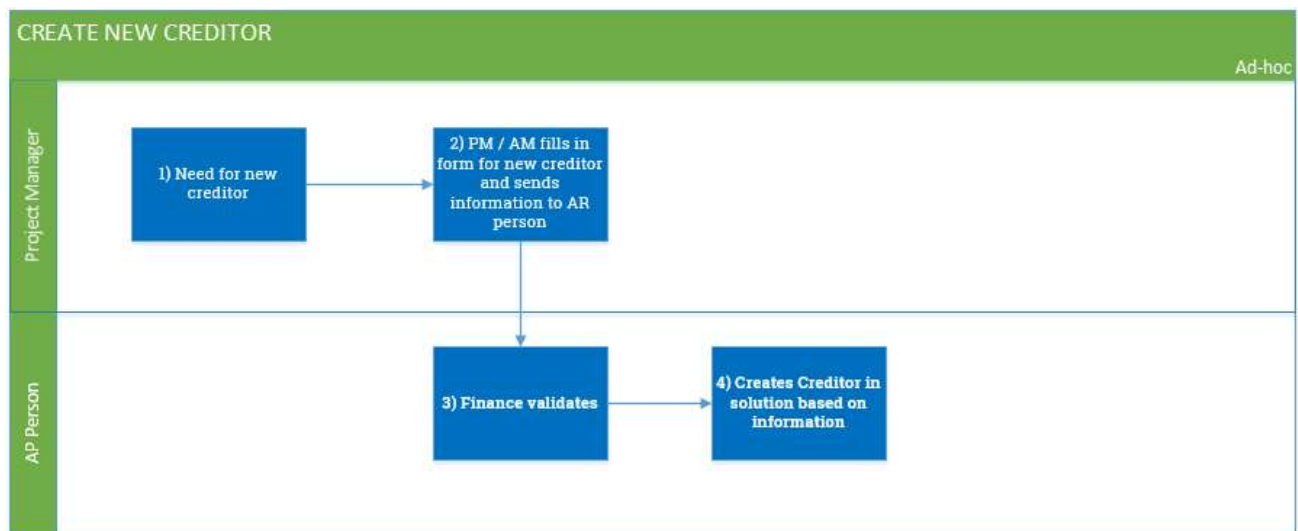 CREATE NEW CREDITOR
Ad-hoc
Project Manager
1) Need for new
creditor
2) PM / AM fills in
form for new creditor
and sends
information to AR
person
AP Person
3) Finance validates
4) Creates Creditor in
solution based on
information